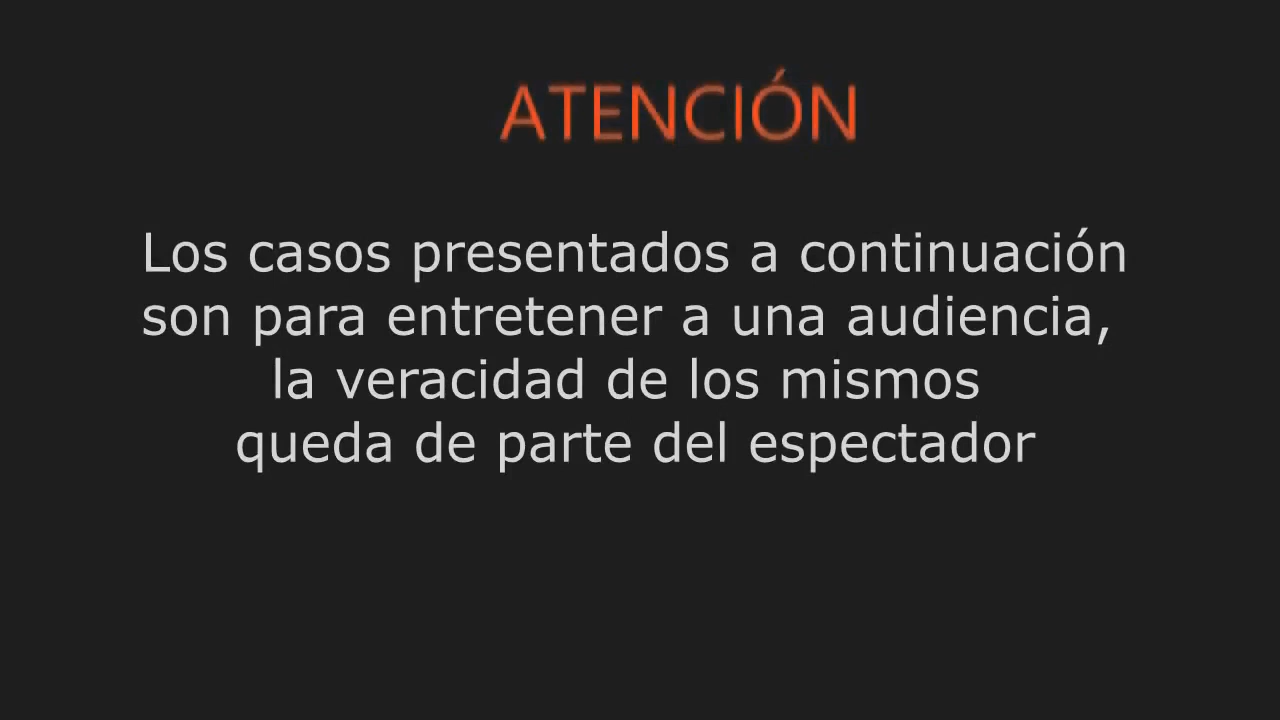 ATENCIÓN
Los casos presentados a continuación
son para entretener a una audiencia,
la veracidad de los mismos
queda de parte del espectador